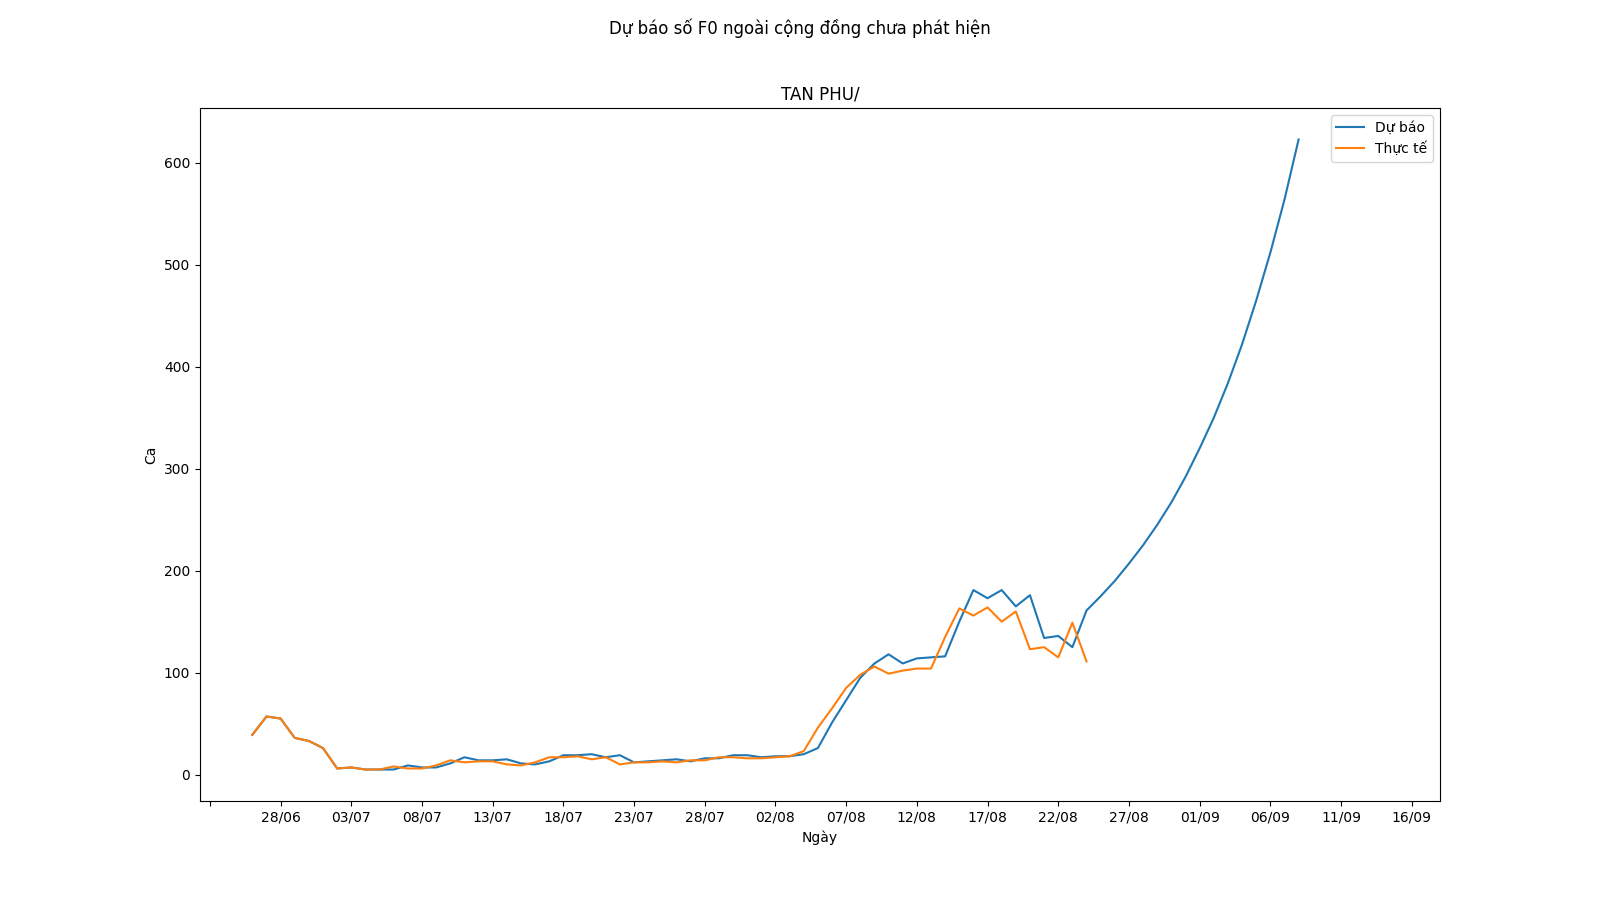 Dự báo số F0 ngoài cộng đồng chưa phát hiện
TAN PHU/
Dự báo
Thực tế
600
500
400
300
200
100
0
Ca
28/06 03/07 08/07 13/07 18/07 23/07 28/07 02/08 07/08 12/08 17/08 22/08 27/08 01/09 06/09 11/09 16/09
Ngày